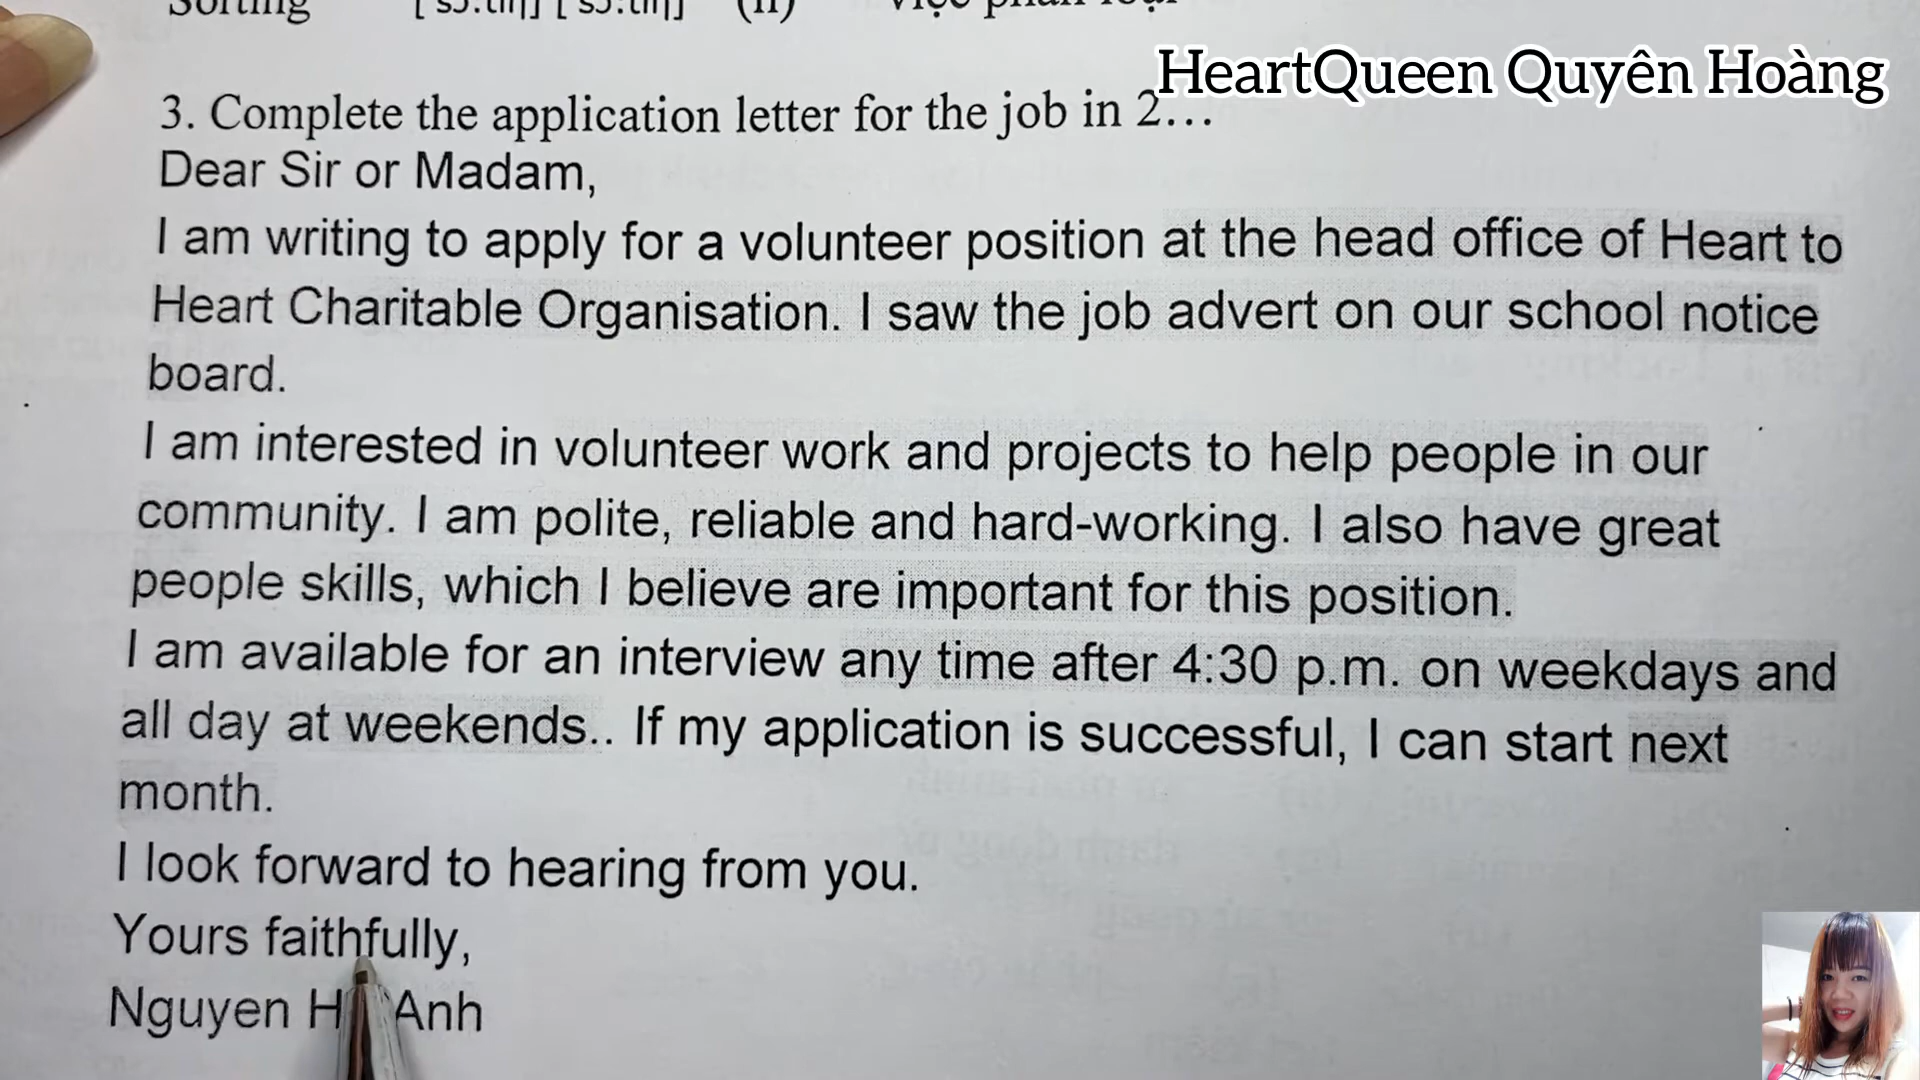 Sorting (n) việc phân loại
HeartQueen Quyên Hoàng
3. Complete the application letter for the job in 2...
Dear Sir or Madam,
I am writing to apply for a volunteer position at the head office of Heart to
Heart Charitable Organisation. I saw the job advert on our school notice
board.
I am interested in volunteer work and projects to help people in our
community. I am polite, reliable and hard-working. I also have great
people skills, which I believe are important for this position.
I am available for an interview any time after 4:30 p.m. on weekdays and
all day at weekends.. If my application is successful, I can start next
month.
I look forward to hearing from you.
Yours faithfully,
Nguyen Anh